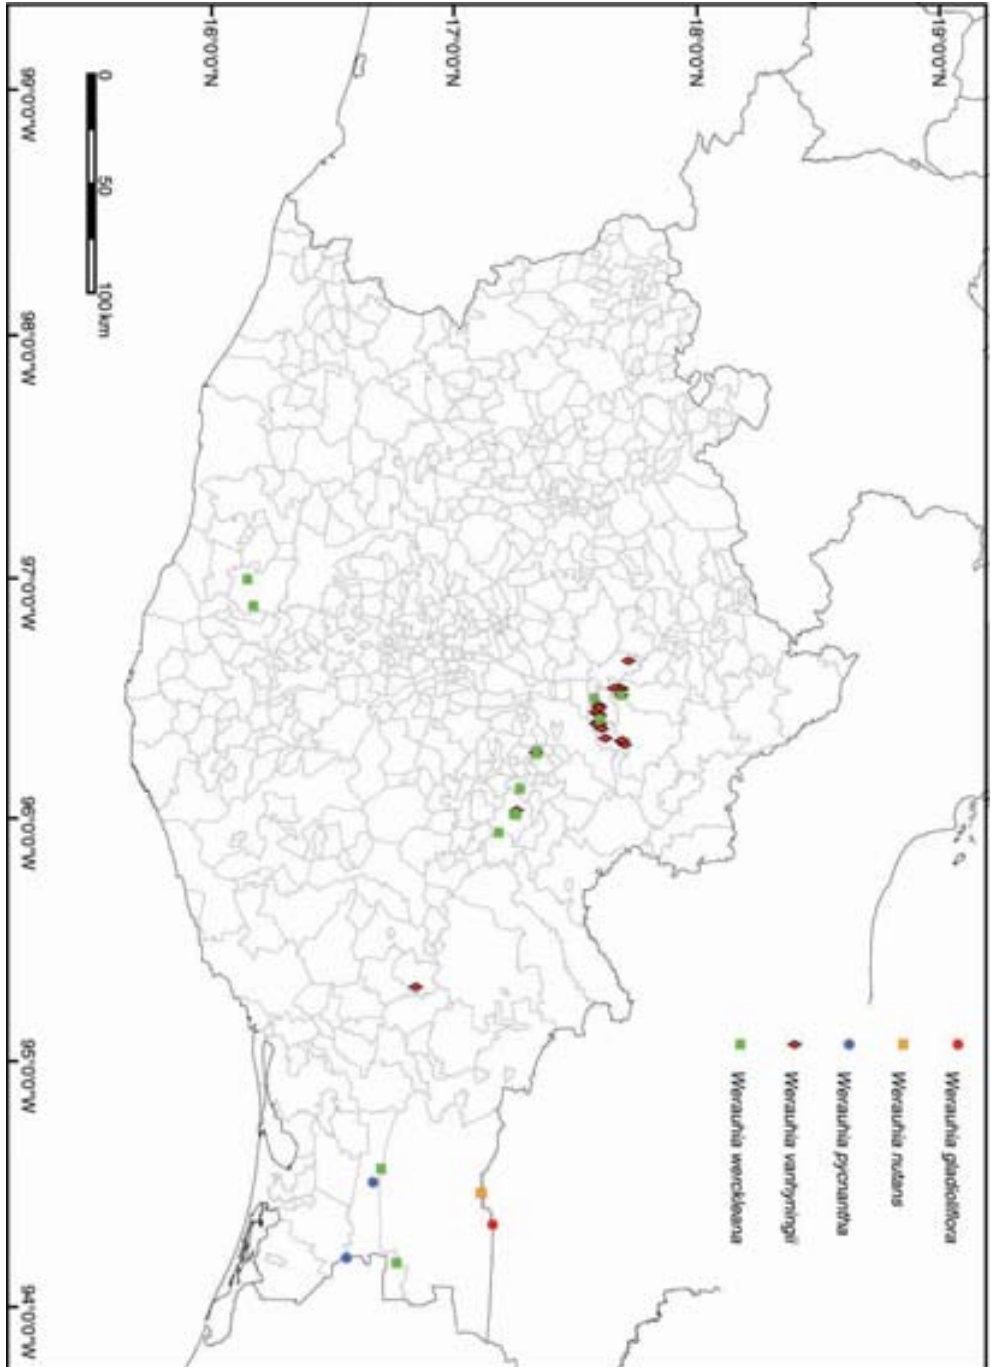 19°0'0"N
18°0'0"N
17°0'0"N
16°0'0"N
99°0'0"W
98°0'0"W
97°0'0"W
96°0'0"W
95°0'0"W
94°0'0"W
0 50 100 km
Werauhia gladioliflora
Werauhia nutans
Werauhia pycnantha
Werauhia vanhyningii
Werauhia werckleana